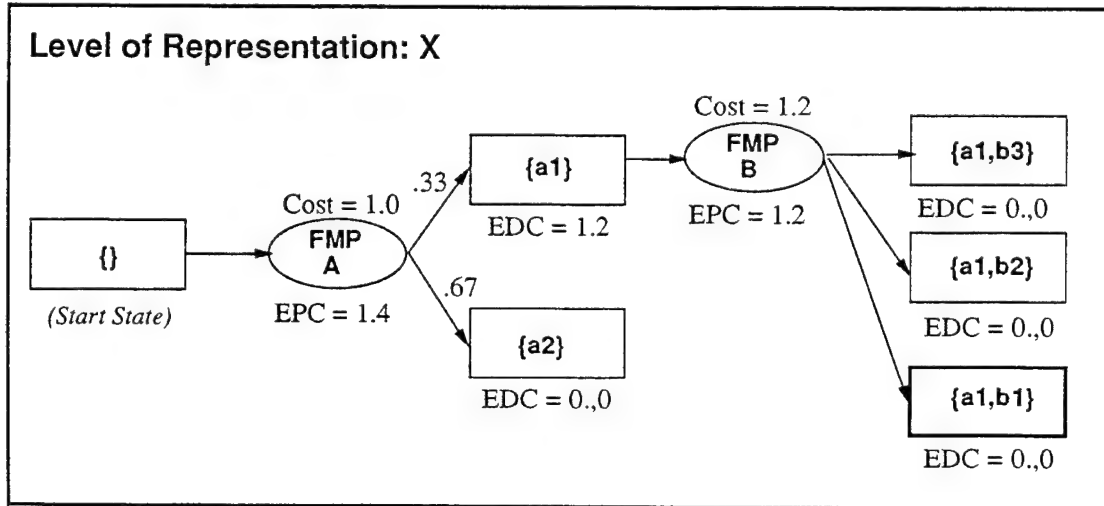 Level of Representation: X
Cost = 1.2
FMP
B
EPC = 1.2
{a1}
EDC = 1.2
{a1,b3}
EDC = 0.,0
.33
Cost = 1.0
FMP
A
EPC = 1.4
{}
(Start State)
.67
{a2}
EDC = 0.,0
{a1,b2}
EDC = 0.,0
{a1,b1}
EDC = 0.,0